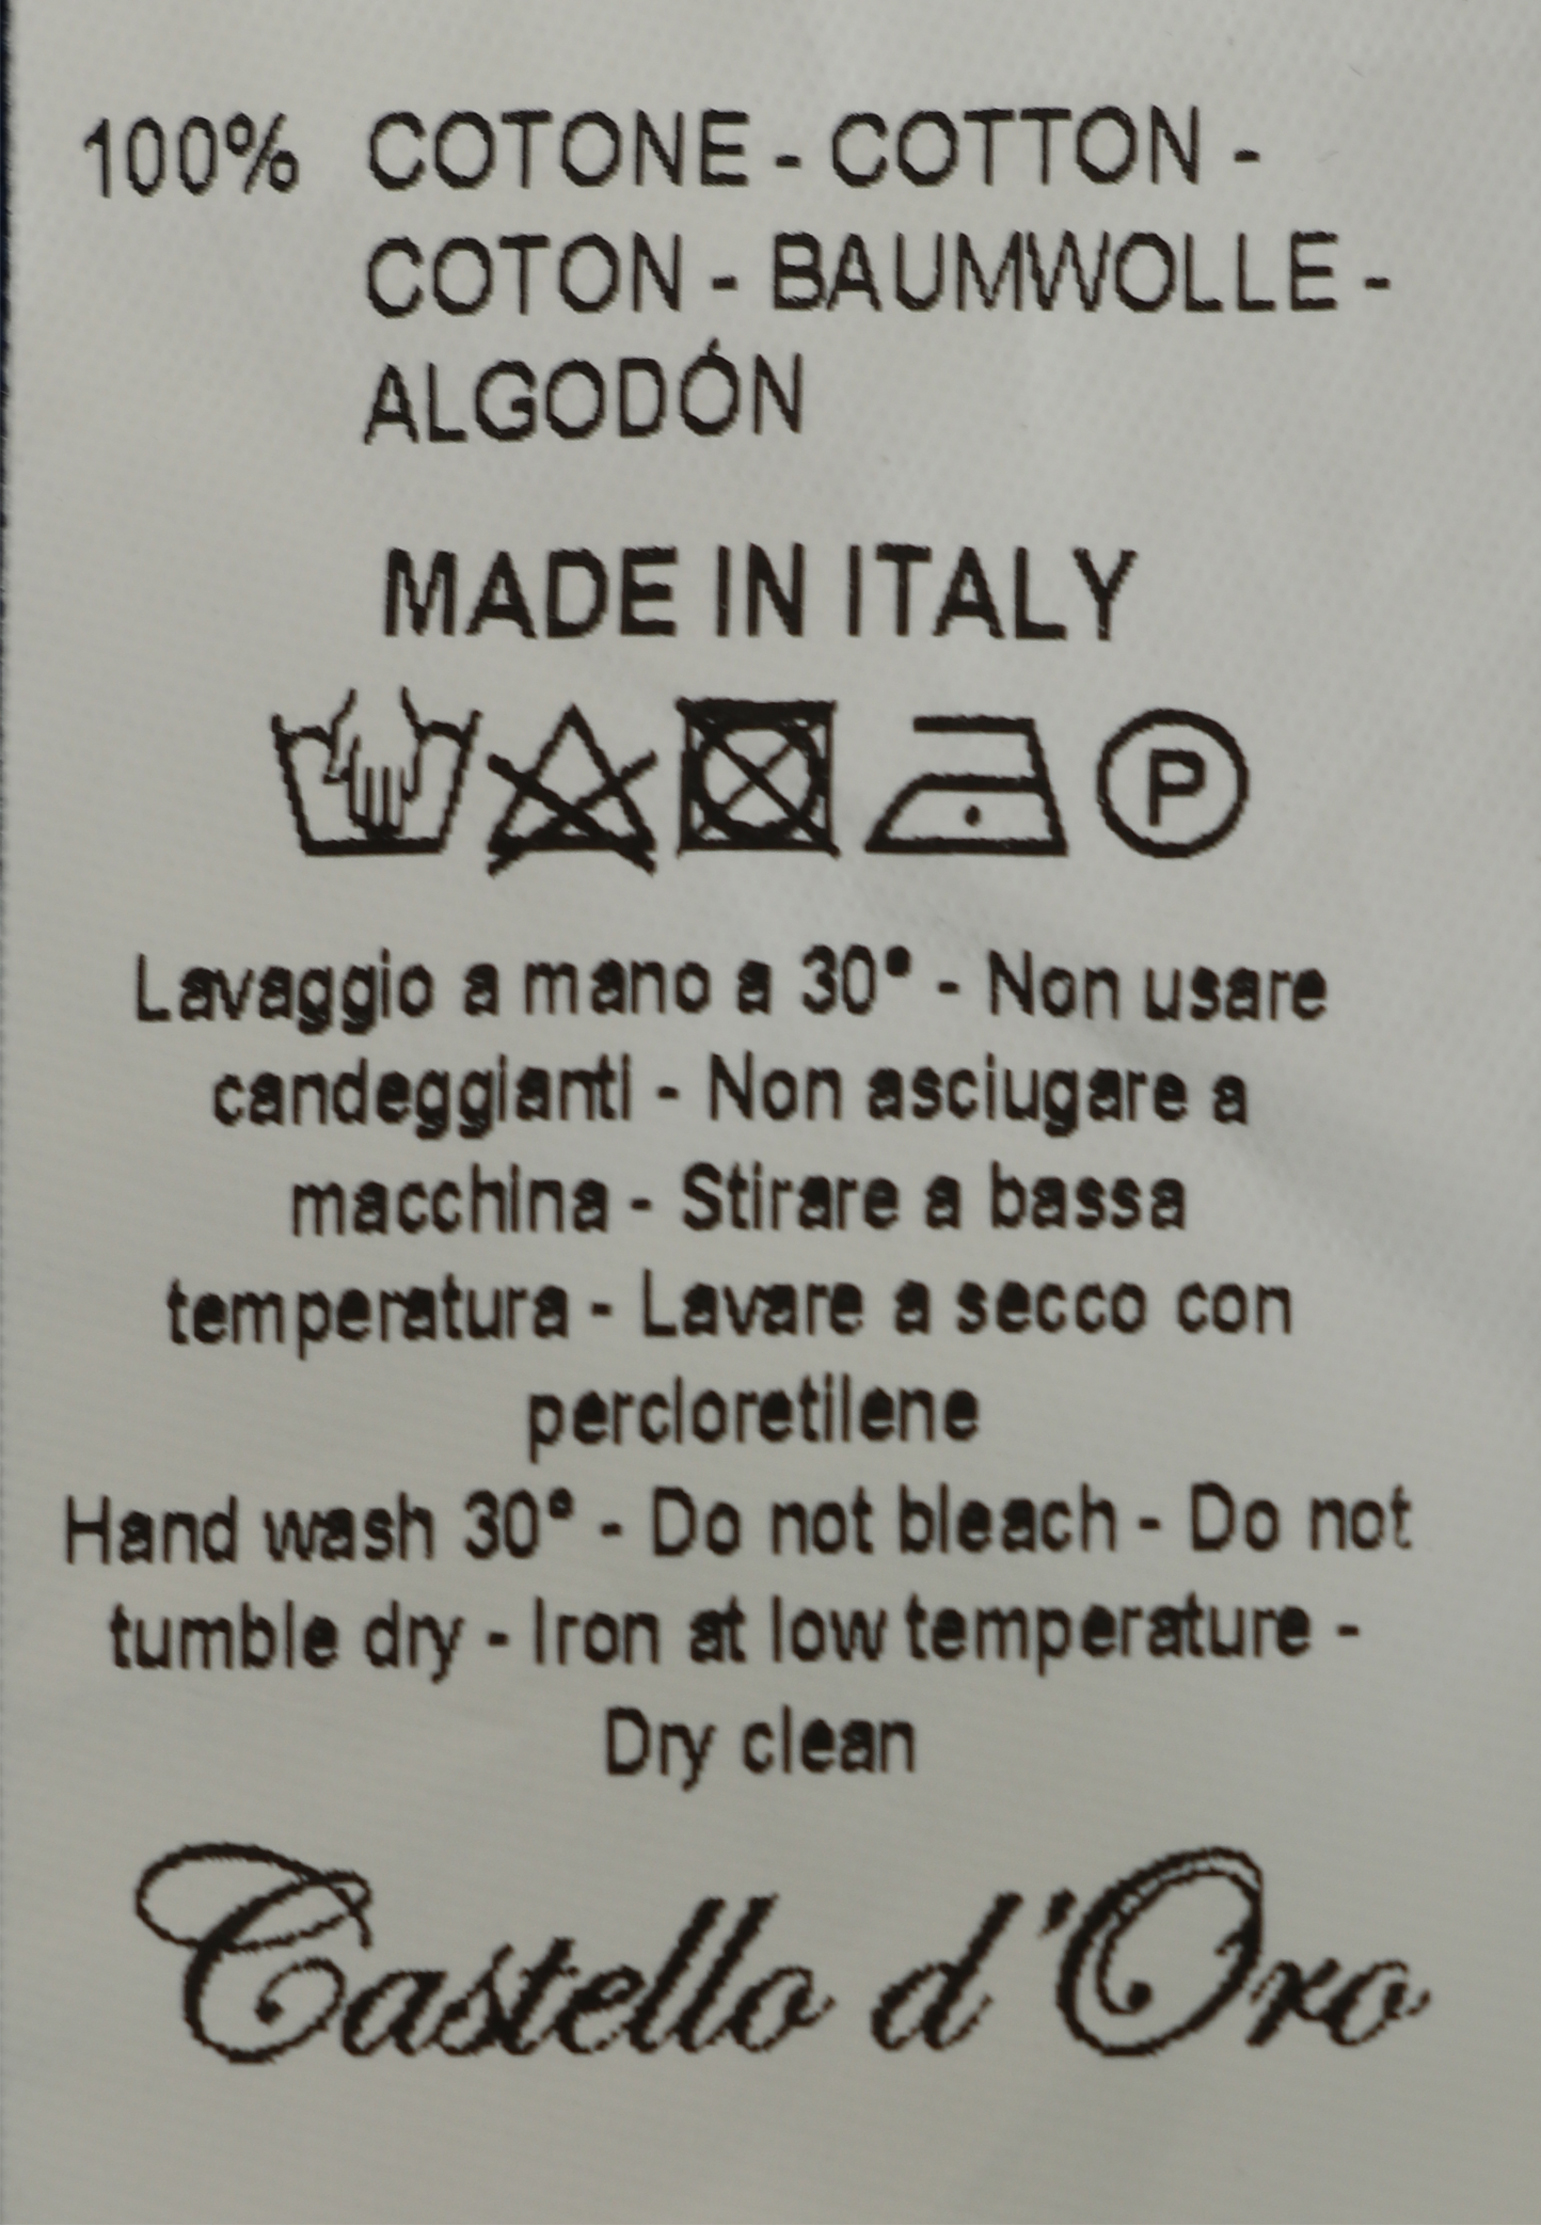 100% COTONE - COTTON -
COTON - BAUMWOLLE -
ALGODÓN
MADE IN ITALY
P
Lavaggio a mano a 30° - Non usare
candeggianti - Non asciugare a
macchina - Stirare a bassa
temperatura - Lavare a secco con
percloretilene
Hand wash 30° - Do not bleach - Do not
tumble dry - Iron at low temperature -
Dry clean
Castello d'Oro